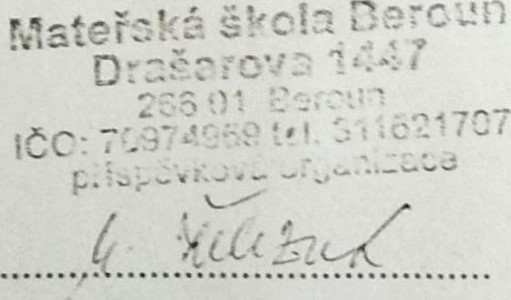 Mateřská škola Beroun
Drašarova 1447
266 01 Beroun
IČO: 70974969 tel. 311621707
příspěvková organizace